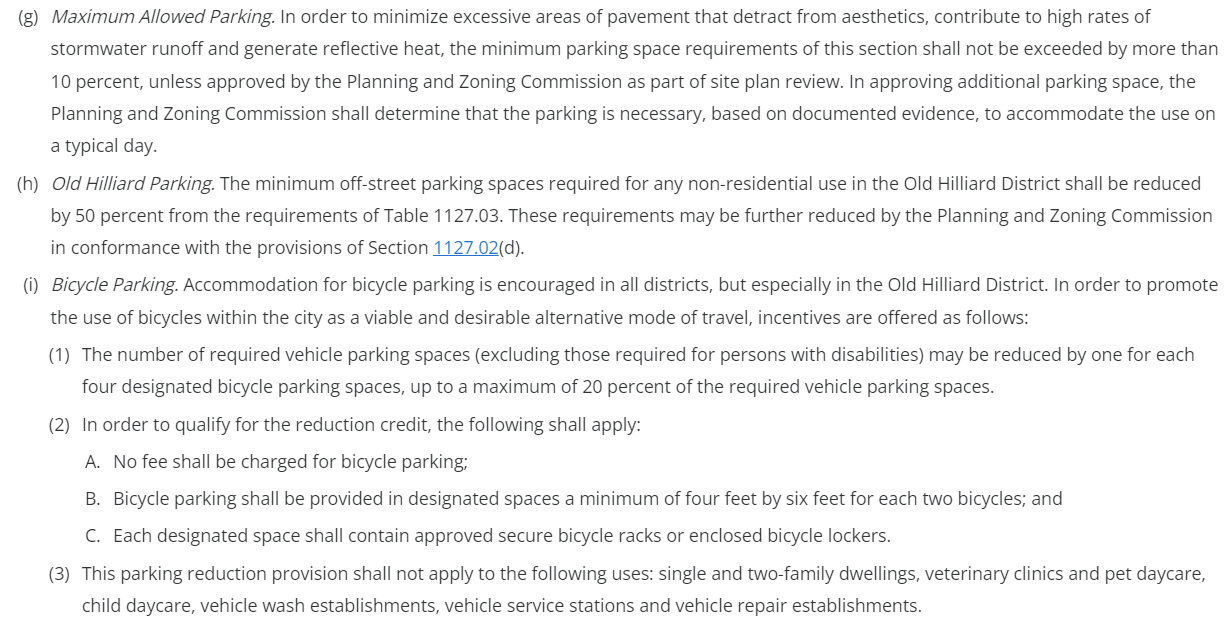 (g) Maximum Allowed Parking. In order to minimize excessive areas of pavement that detract from aesthetics, contribute to high rates of
stormwater runoff and generate reflective heat, the minimum parking space requirements of this section shall not be exceeded by more than
10 percent, unless approved by the Planning and Zoning Commission as part of site plan review. In approving additional parking space, the
Planning and Zoning Commission shall determine that the parking is necessary, based on documented evidence, to accommodate the use on
a typical day.
(h) Old Hilliard Parking. The minimum off-street parking spaces required for any non-residential use in the Old Hilliard District shall be reduced
by 50 percent from the requirements of Table 1127.03. These requirements may be further reduced by the Planning and Zoning Commission
in conformance with the provisions of Section 1127.02(d).
(i) Bicycle Parking. Accommodation for bicycle parking is encouraged in all districts, but especially in the Old Hilliard District. In order to promote
the use of bicycles within the city as a viable and desirable alternative mode of travel, incentives are offered as follows:
(1) The number of required vehicle parking spaces (excluding those required for persons with disabilities) may be reduced by one for each
four designated bicycle parking spaces, up to a maximum of 20 percent of the required vehicle parking spaces.
(2) In order to qualify for the reduction credit, the following shall apply:
A. No fee shall be charged for bicycle parking;
B. Bicycle parking shall be provided in designated spaces a minimum of four feet by six feet for each two bicycles; and
C. Each designated space shall contain approved secure bicycle racks or enclosed bicycle lockers.
(3) This parking reduction provision shall not apply to the following uses: single and two-family dwellings, veterinary clinics and pet daycare,
child daycare, vehicle wash establishments, vehicle service stations and vehicle repair establishments.